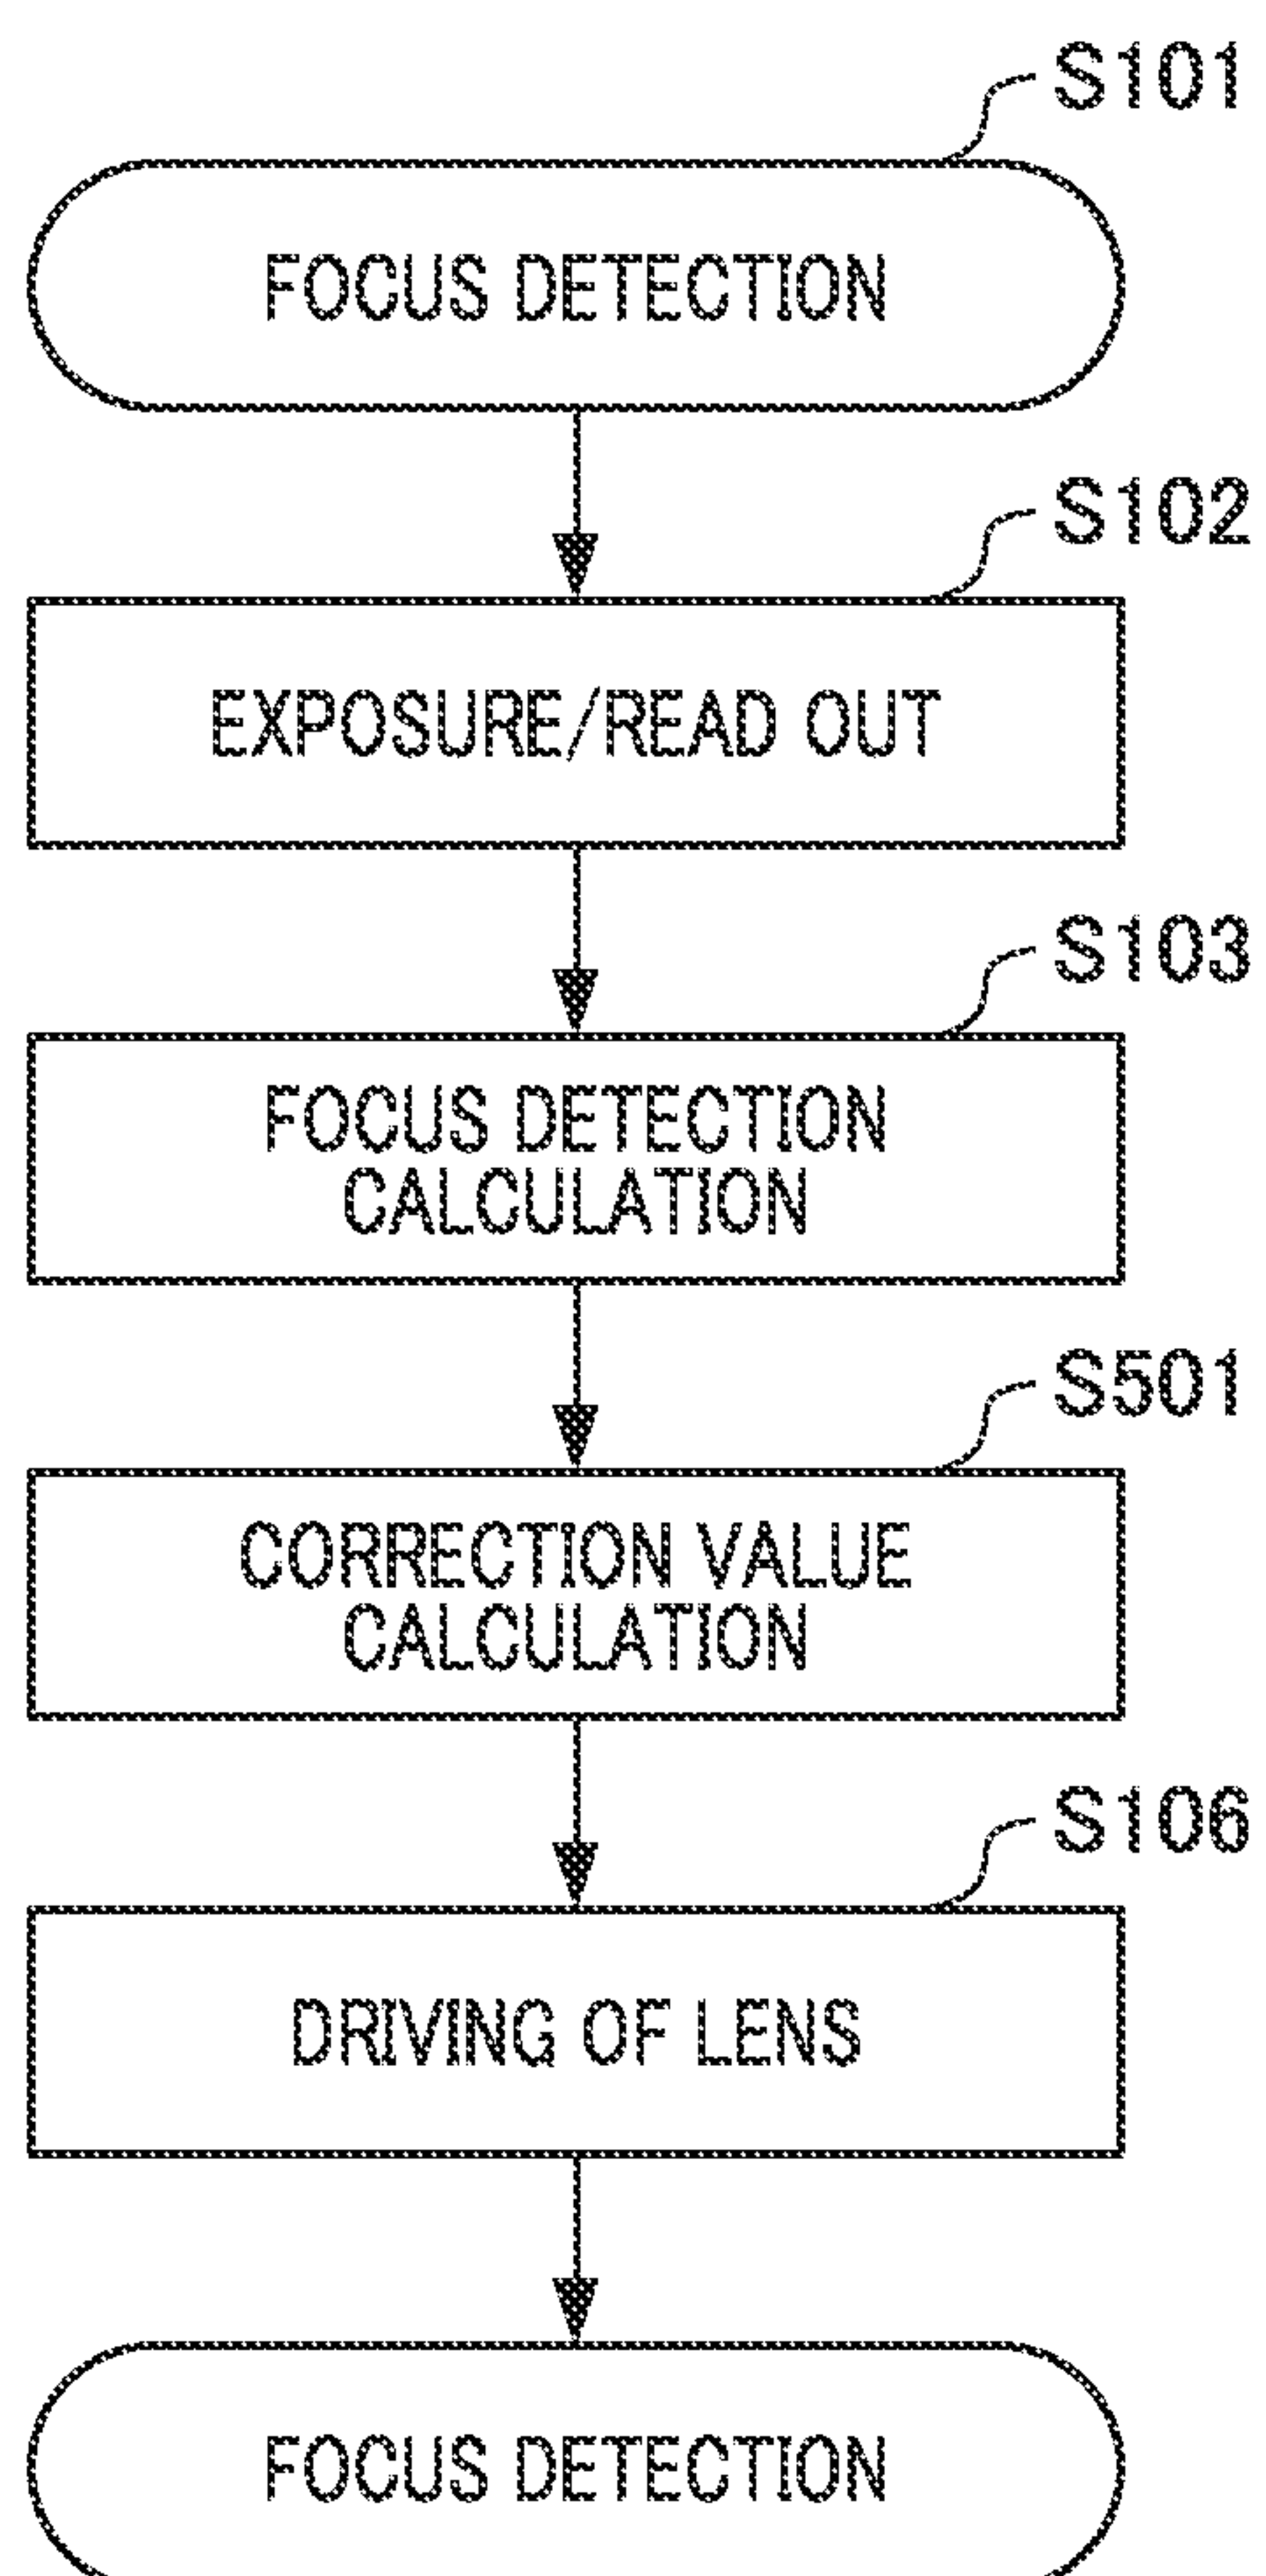 S101
FOCUS DETECTION
S102
EXPOSURE/READ OUT
S103
FOCUS DETECTION
CALCULATION
S501
CORRECTION VALUE
CALCULATION
S106
DRIVING OF LENS
FOCUS DETECTION